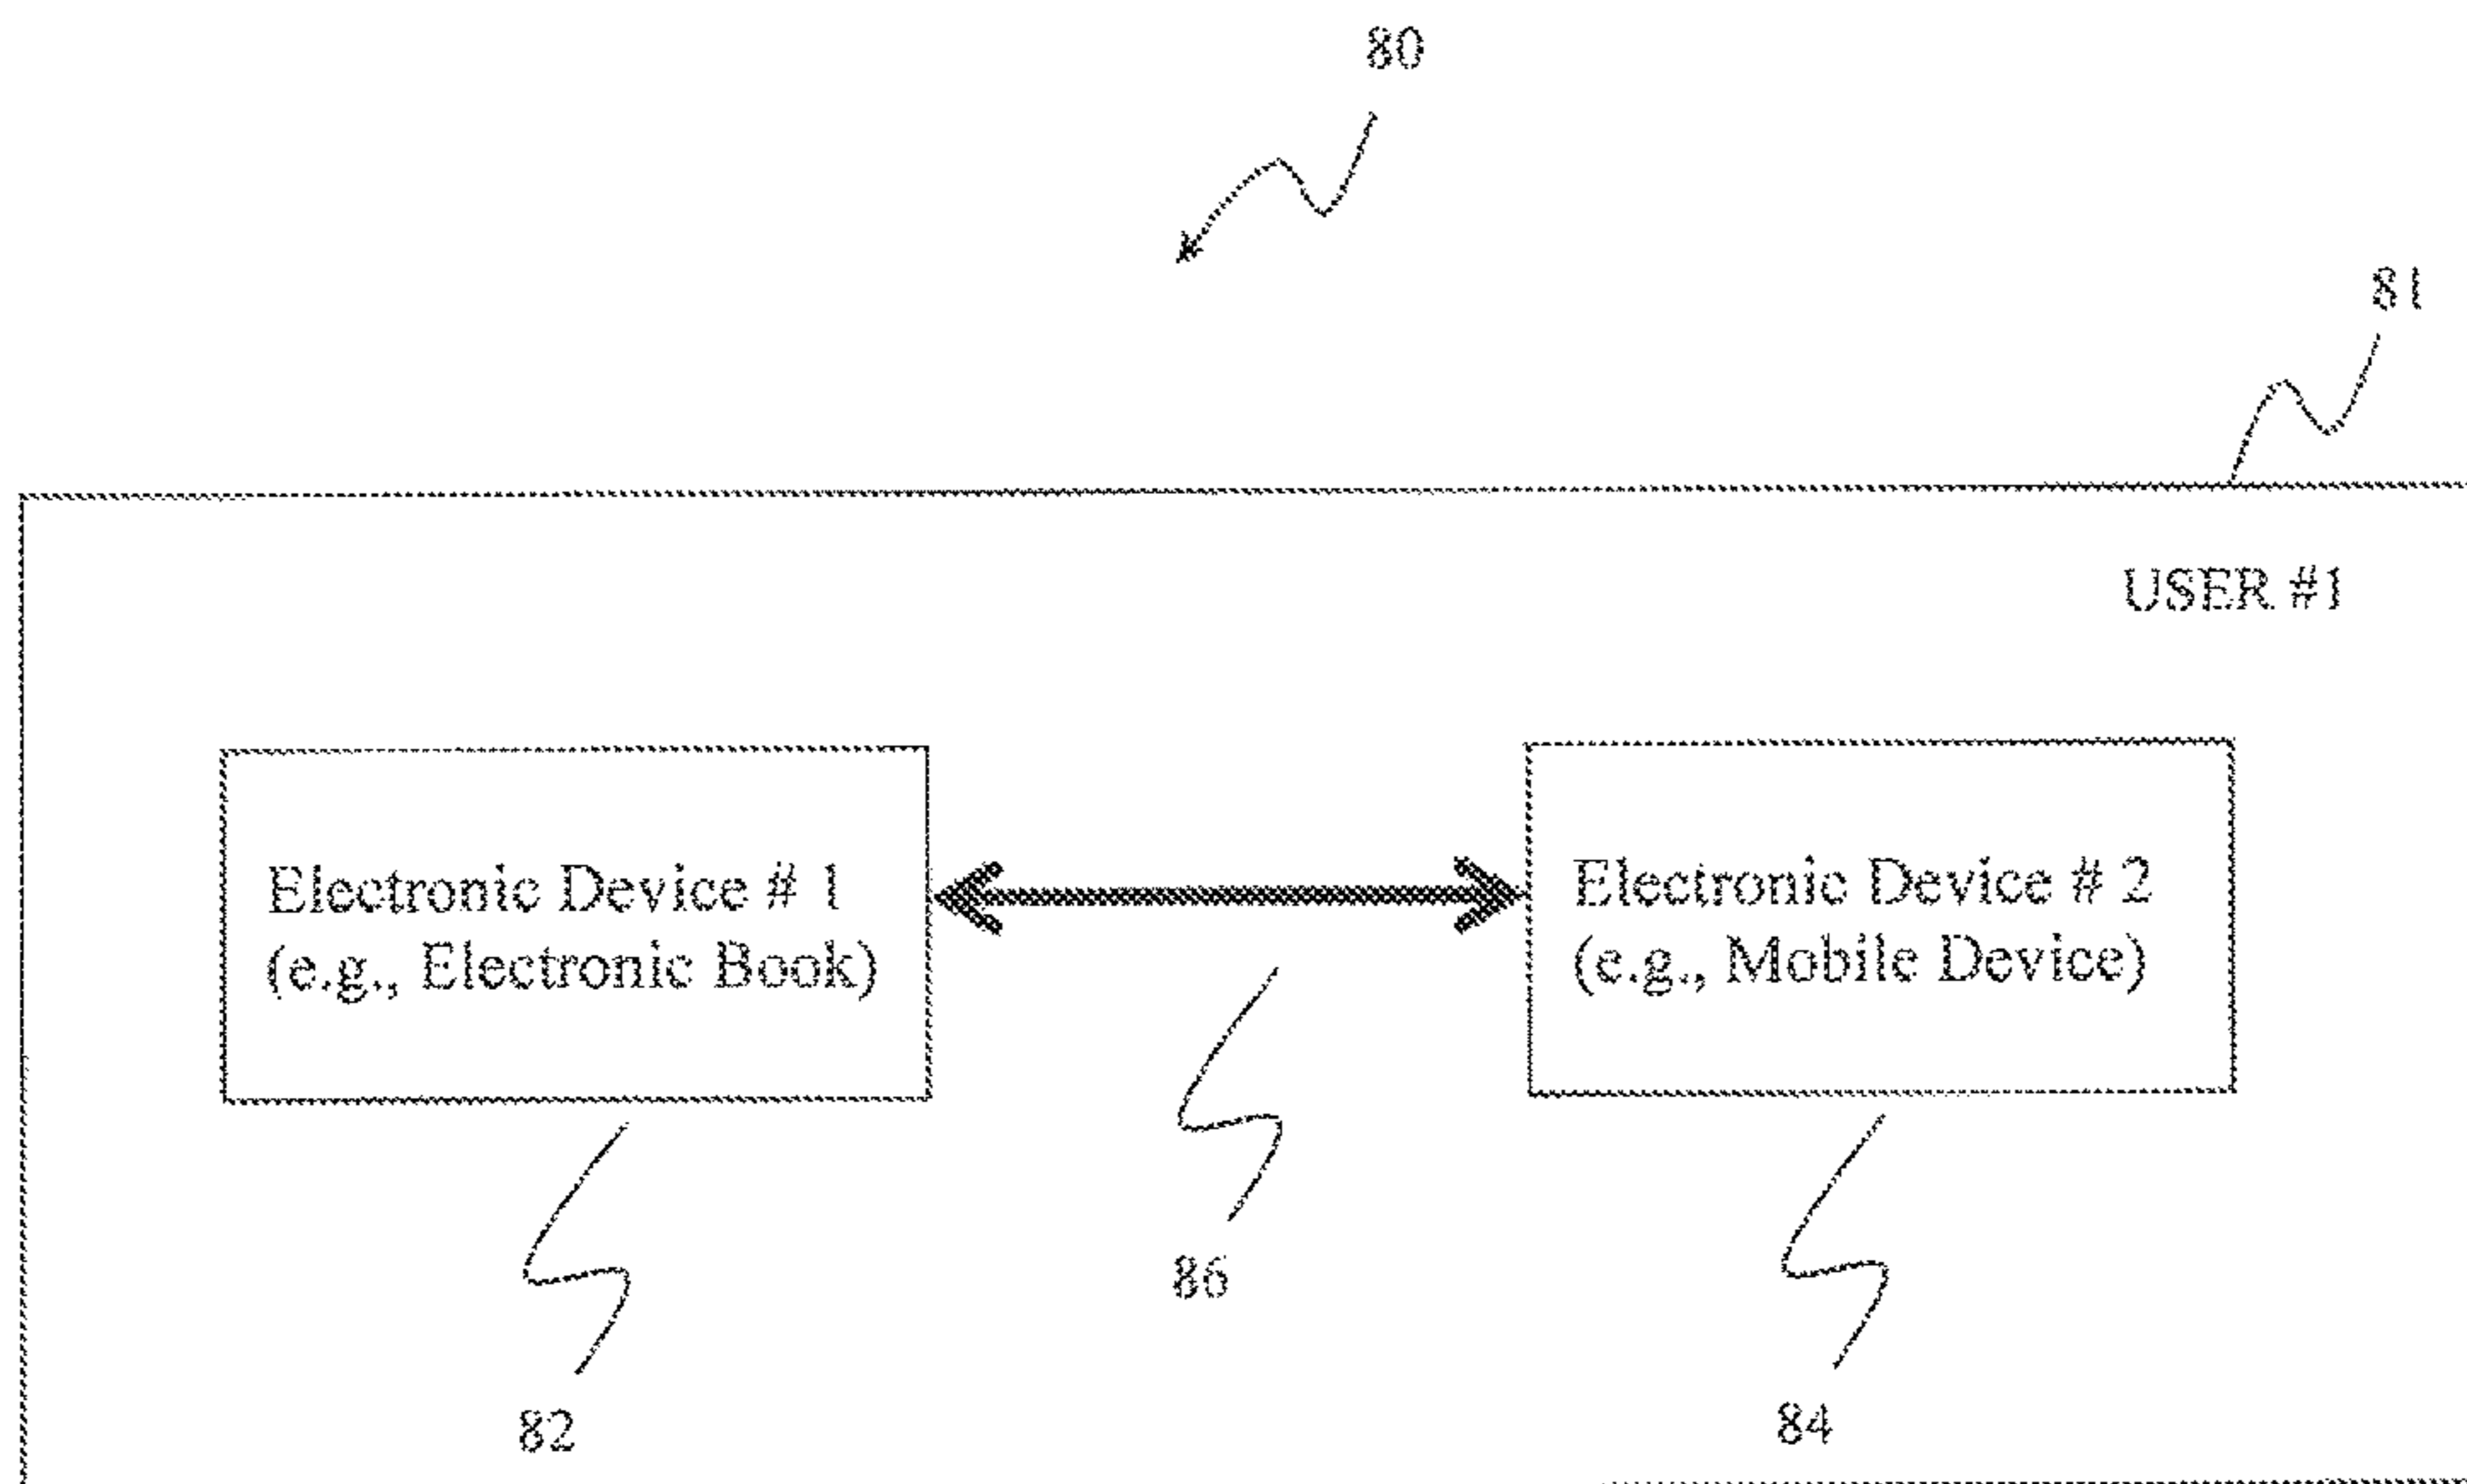 80
81
USER #1
Electronic Device # 1
(e.g., Electronic Book)
Electronic Device # 2
(e.g., Mobile Device)
86
82
84